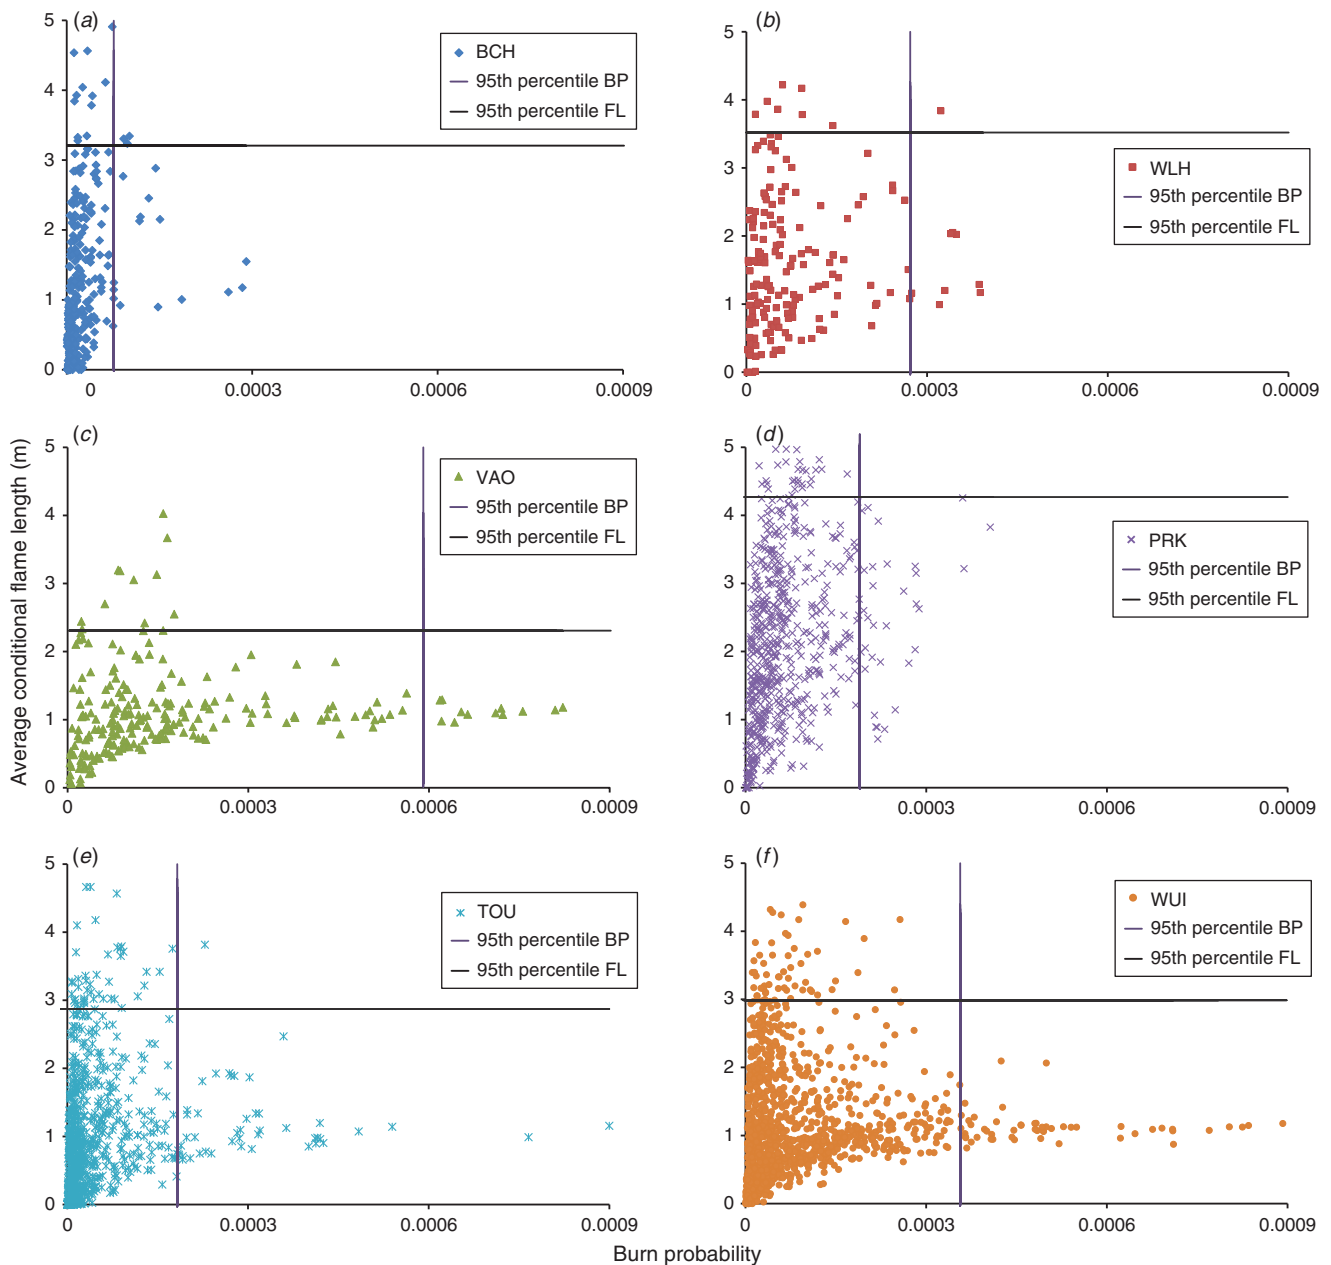 (a)
5
4
3
2
1
0
0
0.0003
0.0006
0.0009
BCH
95th percentile BP
95th percentile FL
(b)
5
4
3
2
1
0
0
0.0003
0.0006
0.0009
WLH
95th percentile BP
95th percentile FL
(c)
5
4
3
2
1
0
0
0.0003
0.0006
0.0009
VAO
95th percentile BP
95th percentile FL
(d)
5
4
3
2
1
0
0
0.0003
0.0006
0.0009
PRK
95th percentile BP
95th percentile FL
Average conditional flame length (m)
(e)
5
4
3
2
1
0
0
0.0003
0.0006
0.0009
TOU
95th percentile BP
95th percentile FL
(f)
5
4
3
2
1
0
0
0.0003
0.0006
0.0009
WUI
95th percentile BP
95th percentile FL
Burn probability